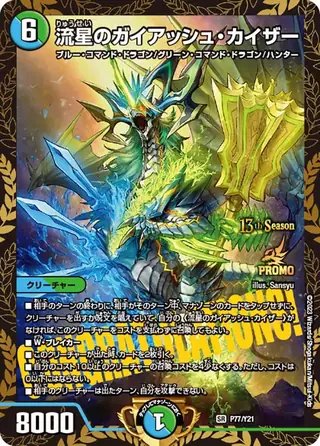 6
りゅうせい
流星のガイアッシュ・カイザー
ブルー・コマンド・ドラゴン/グリーン・コマンド・ドラゴン/ハンター
13th Season
PROMO
illus. Sansyu
クリーチャー
CONGRATULATIONS!
■相手のターンの終わりに、相手がそのターン中、マナゾーンのカードをタップせずに、
クリーチャーを出すか呪文を唱えていて、自分の《流星のガイアッシュ・カイザー》が
なければ、このクリーチャーをコストを支払わずに召喚してもよい。
■W・ブレイカー
■このクリーチャーが出た時、カードを2枚引く。
■自分のコスト10以上のクリーチャーの召喚コストを4少なくする。ただし、コストは
0以下にはならない。
■相手のクリーチャーは出たターン、自分を攻撃できない。
8000
1
SR P77/Y21